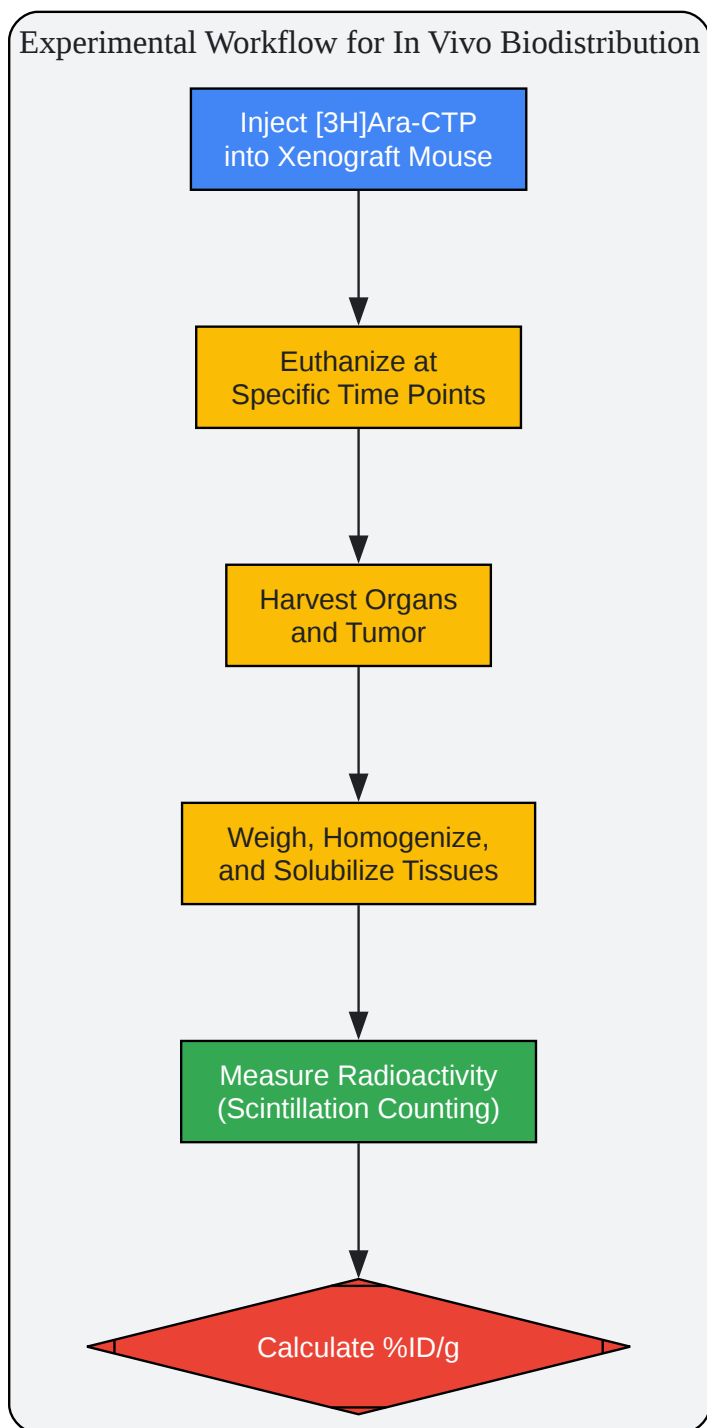 Experimental Workflow for In Vivo Biodistribution
Inject [3H]Ara-CTP
into Xenograft Mouse
Euthanize at
Specific Time Points
Harvest Organs
and Tumor
Weigh, Homogenize,
and Solubilize Tissues
Measure Radioactivity
(Scintillation Counting)
Calculate %ID/g